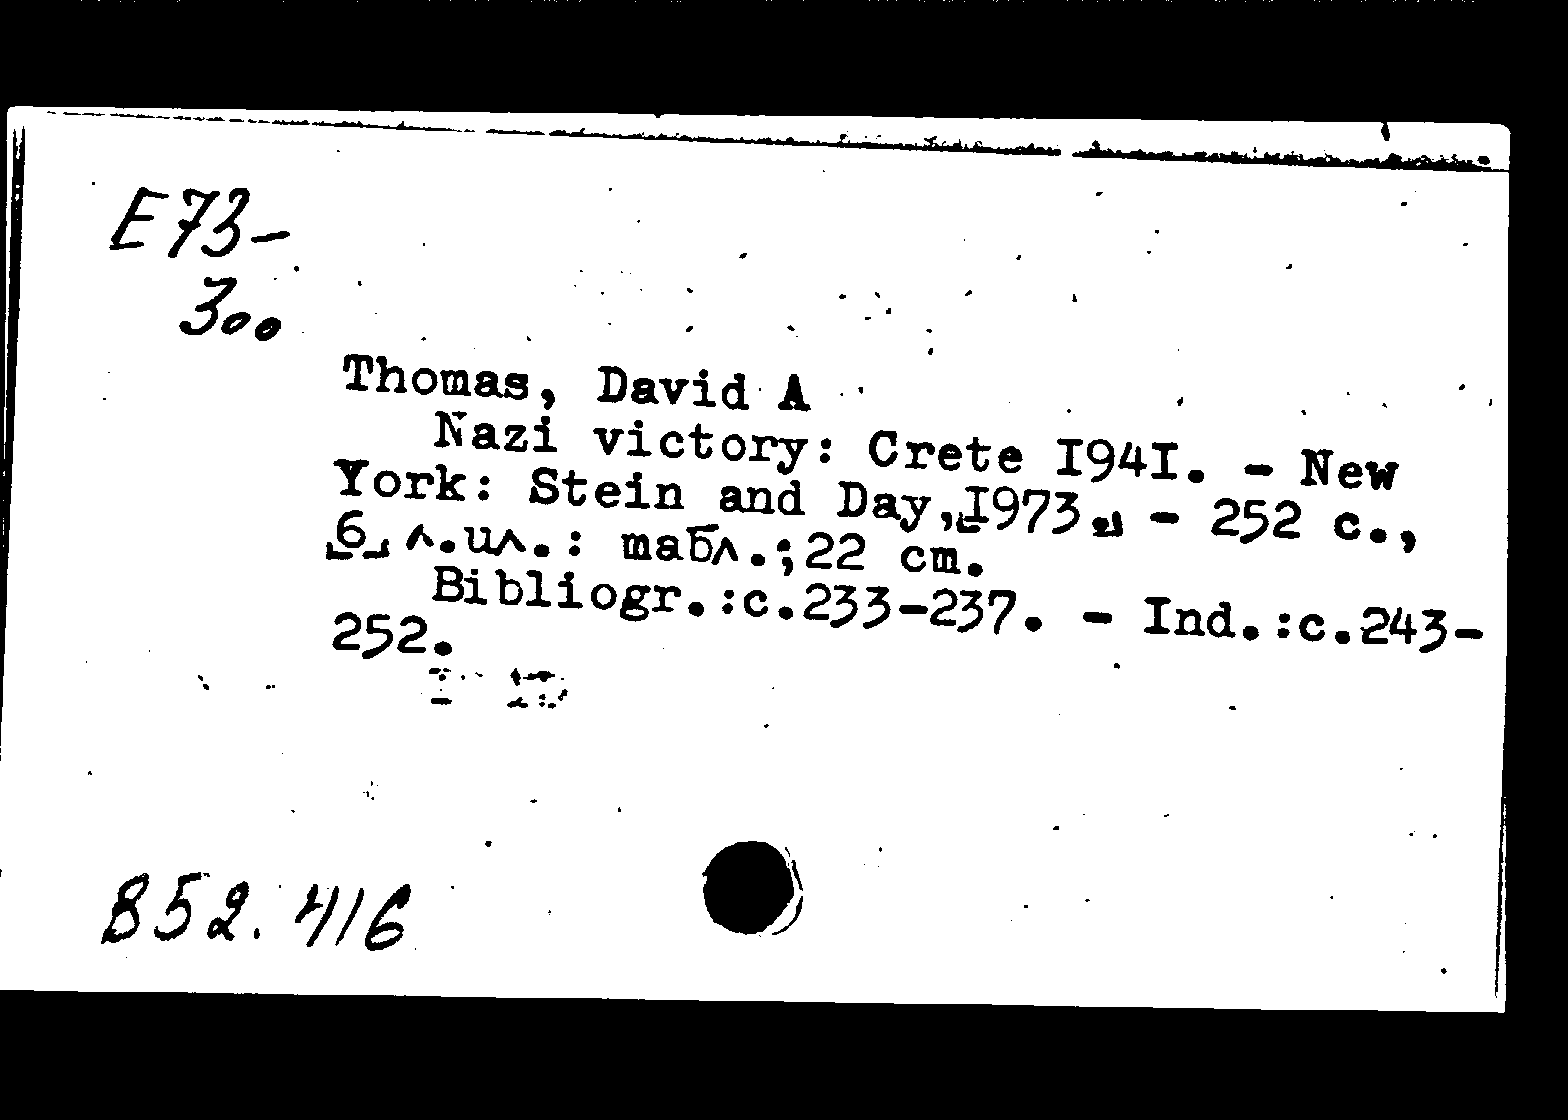 E73-
300
Thomas, David A
Nazi victory: Crete I94I. - New
York: Stein and Day,[I973.] - 252 c.,
[6] л.ил.: табл.;22 cm.
Bibliogr.:c.233-237. - Ind.:c.243-
252.
852.416